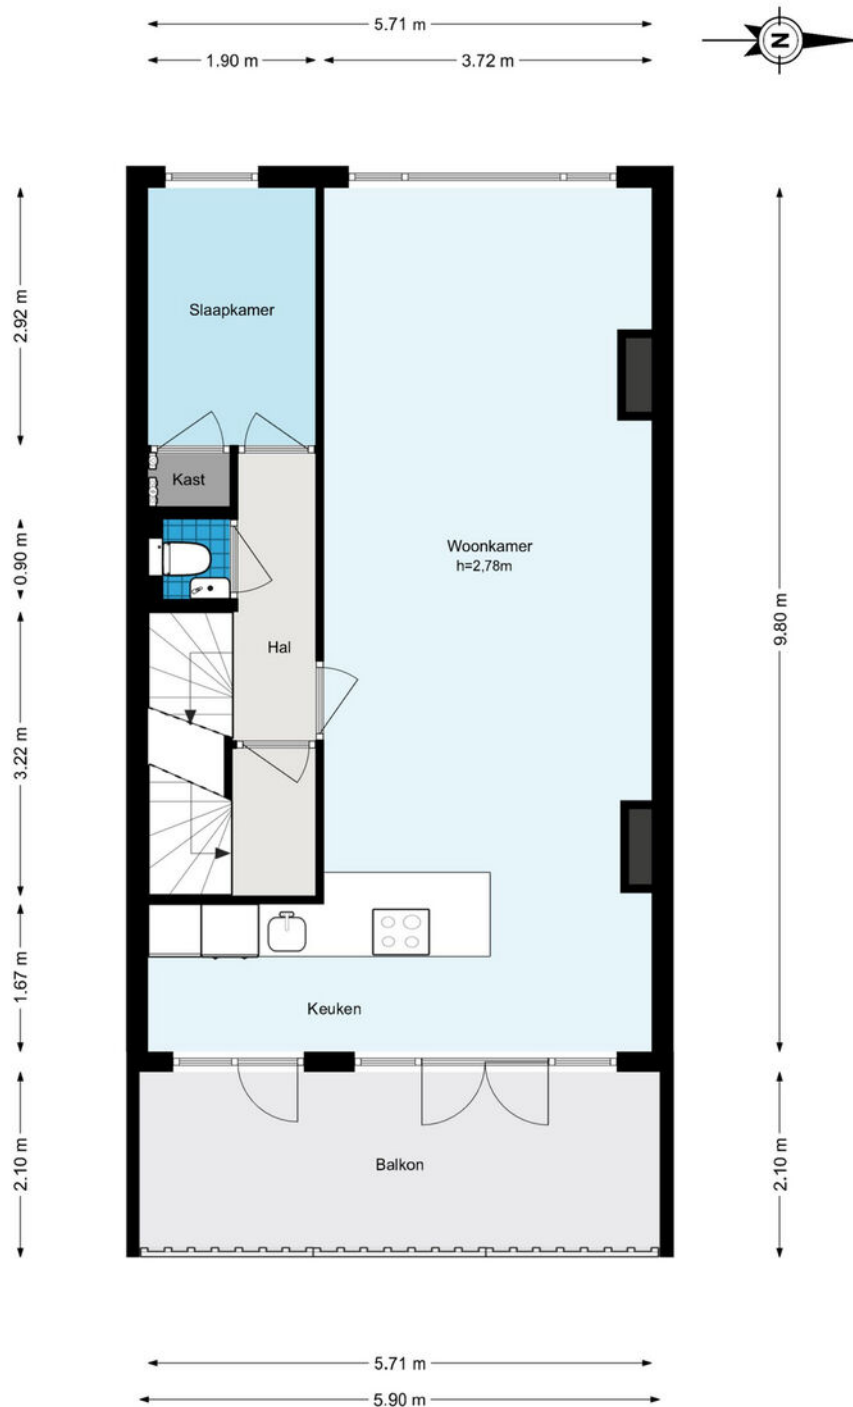 5.71 m
1.90 m
3.72 m
N
2.92 m
Slaapkamer
Kast
0.90 m
Woonkamer
h=2,78m
9.80 m
Hal
3.22 m
1.67 m
Keuken
2.10 m
Balkon
2.10 m
5.71 m
5.90 m